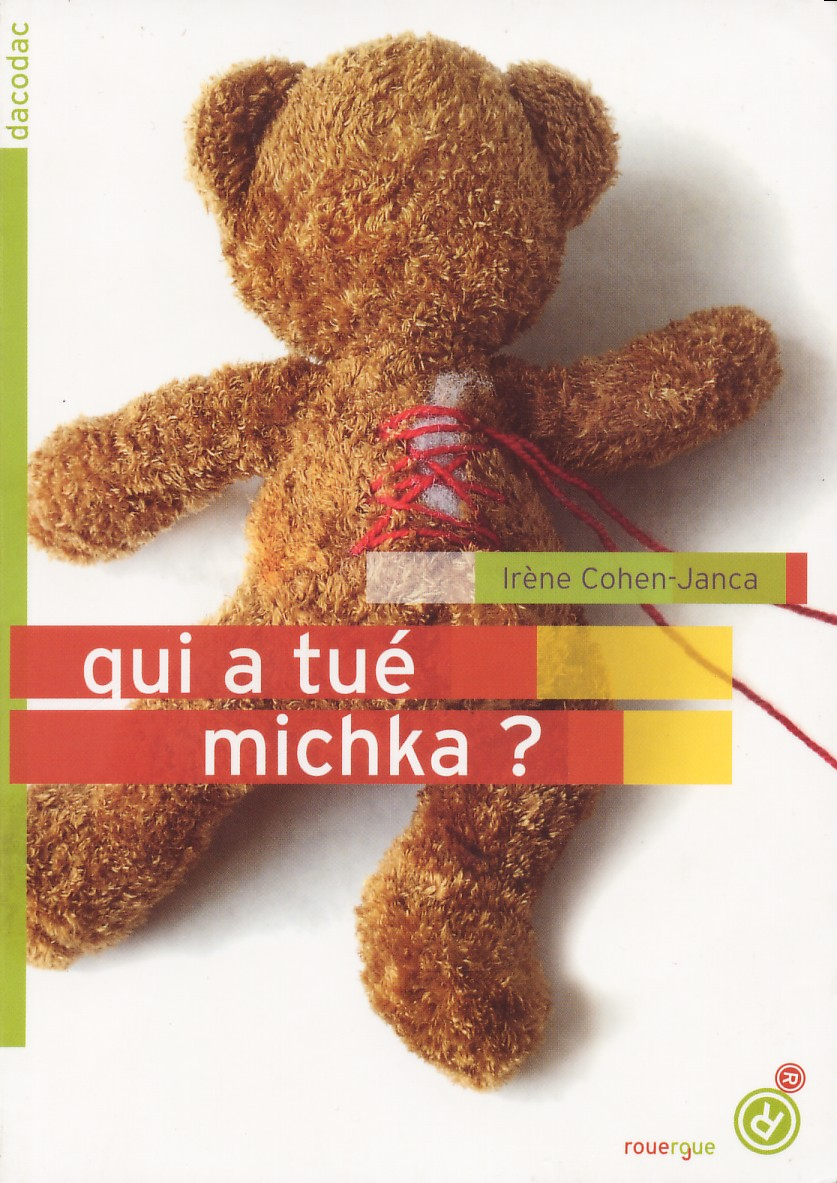 dacodac
Irène Cohen-Janca
qui a tué
michka ?
rouergue
R
R